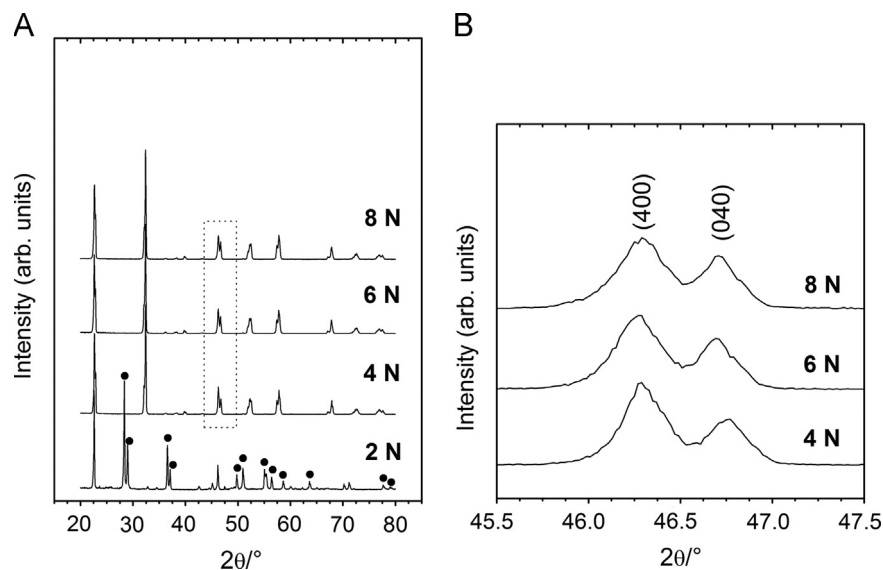 A
Intensity (arb. units)
8 N
6 N
4 N
2 N
20 30 40 50 60 70 80
2θ/°
B
Intensity (arb. units)
(400)
(040)
8 N
6 N
4 N
45.5 46.0 46.5 47.0 47.5
2θ/°